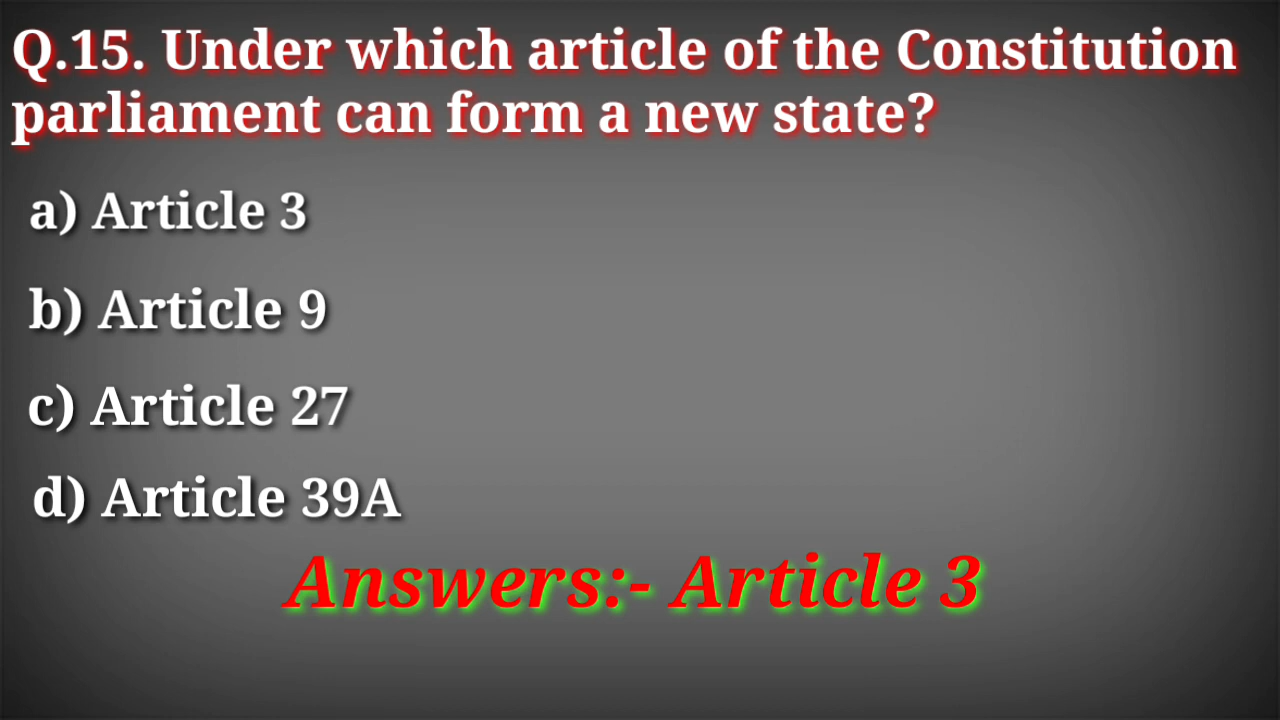 Q.15. Under which article of the Constitution
parliament can form a new state?
a) Article 3
b) Article 9
c) Article 27
d) Article 39A
Answers:- Article 3